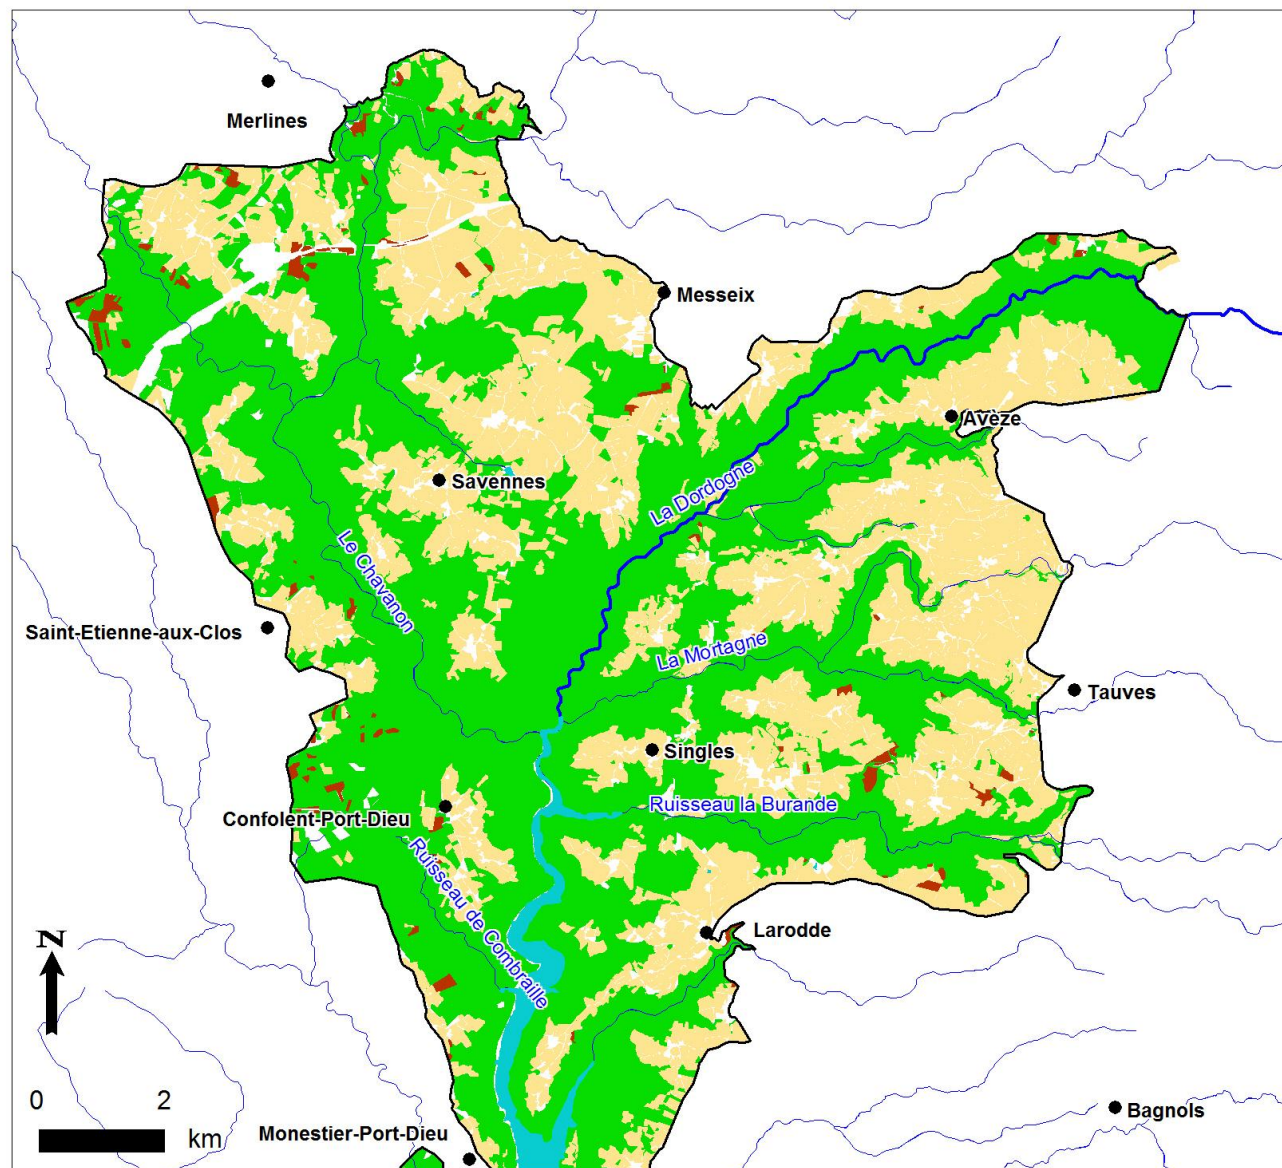 Merlines
Messeix
Avèze
La Dordogne
Savennes
Le Chavanon
Saint-Etienne-aux-Clos
La Mortagne
Tauves
Singles
Ruisseau la Burande
Confolent-Port-Dieu
Ruisseau de Combraille
Larodde
N
0 2
km
Bagnols
Monestier-Port-Dieu